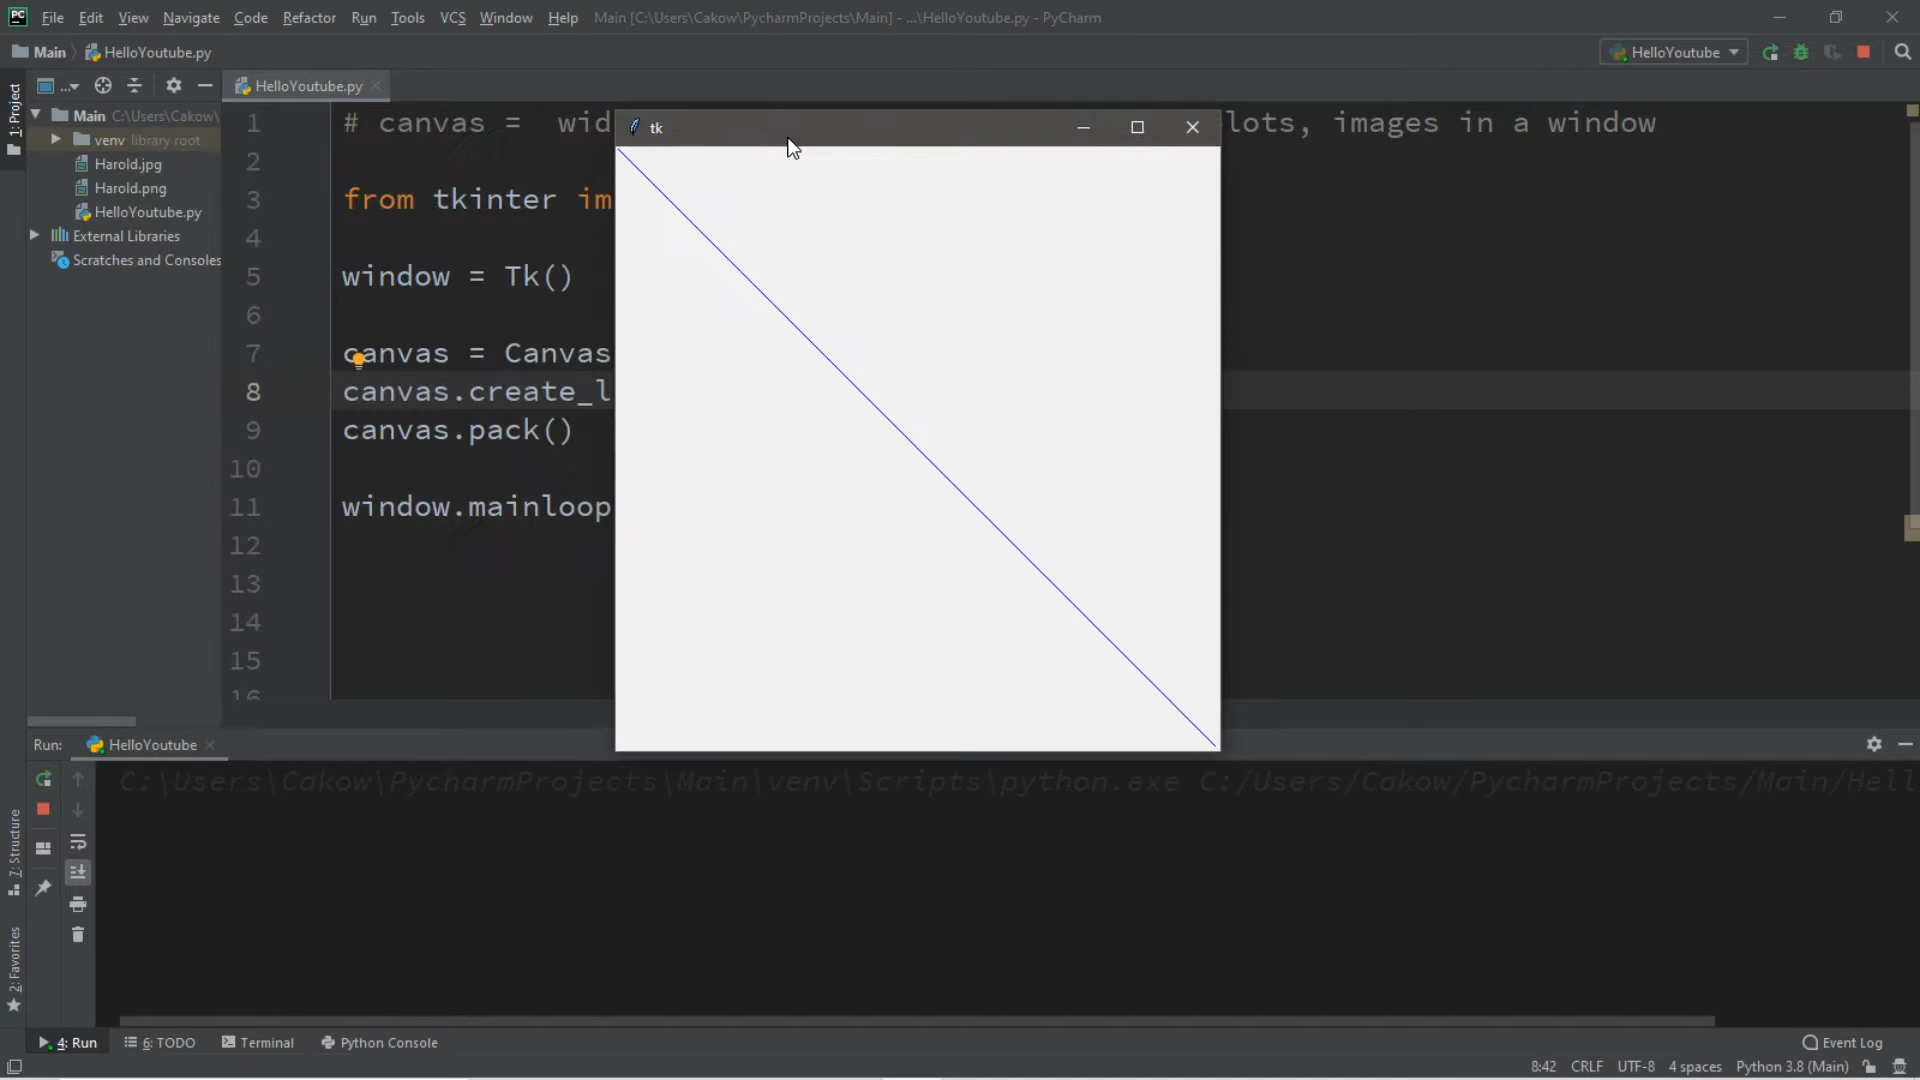 PC File Edit View Navigate Code Refactor Run Tools VCS Window Help Main [C:\Users\Cakow\PycharmProjects\Main] - ...\HelloYoutube.py - PyCharm
Main HelloYoutube.py HelloYoutube
1: Project
... HelloYoutube.py
Main C:\Users\Cakow\
venv library root
Harold.jpg
Harold.png
HelloYoutube.py
External Libraries
Scratches and Consoles
tk
1 # canvas = wid lots, images in a window
2
3 from tkinter im
4
5 window = Tk()
6
7 canvas = Canvas
8 canvas.create_l
9 canvas.pack()
10
11 window.mainloop
12
13
14
15
16
Run: HelloYoutube
C:\Users\Cakow\PycharmProjects\Main\venv\Scripts\python.exe C:/Users/Cakow/PycharmProjects/Main/Hell
7: Structure
2: Favorites
4: Run 6: TODO Terminal Python Console Event Log
8:42 CRLF UTF-8 4 spaces Python 3.8 (Main)